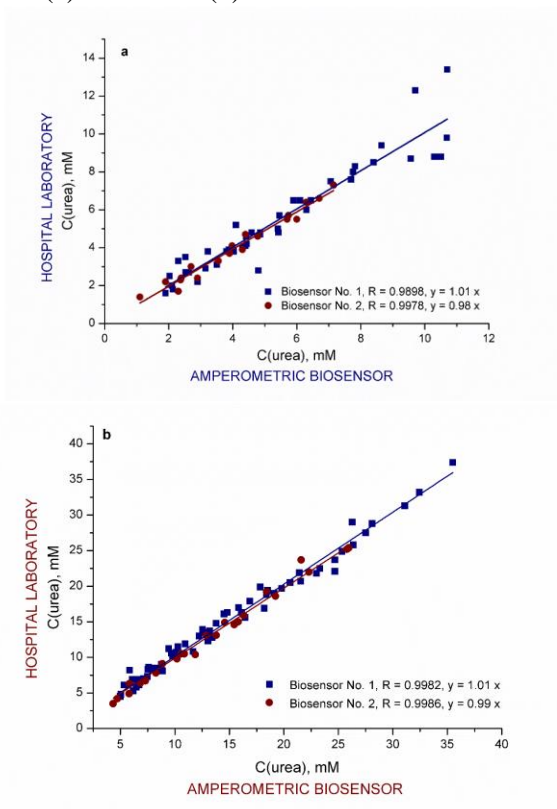 (
)
(
)
a
14
12
10
8
6
4
2
0
HOSPITAL LABORATORY
C(urea), mM
Biosensor No. 1, R = 0.9898, y = 1.01 x
Biosensor No. 2, R = 0.9978, y = 0.98 x
0 2 4 6 8 10 12
C(urea), mM
AMPEROMETRIC BIOSENSOR
b
40
35
30
25
20
15
10
5
0
HOSPITAL LABORATORY
C(urea), mM
Biosensor No. 1, R = 0.9982, y = 1.01 x
Biosensor No. 2, R = 0.9986, y = 0.99 x
5 10 15 20 25 30 35 40
C(urea), mM
AMPEROMETRIC BIOSENSOR